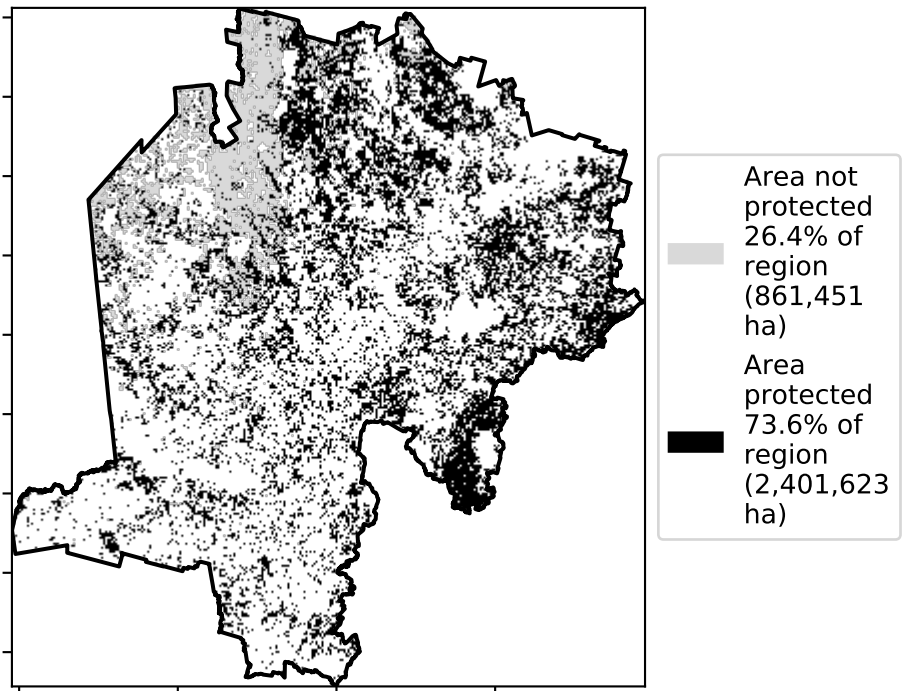 Area not
protected
26.4% of
region
(861,451
ha)
Area
protected
73.6% of
region
(2,401,623
ha)